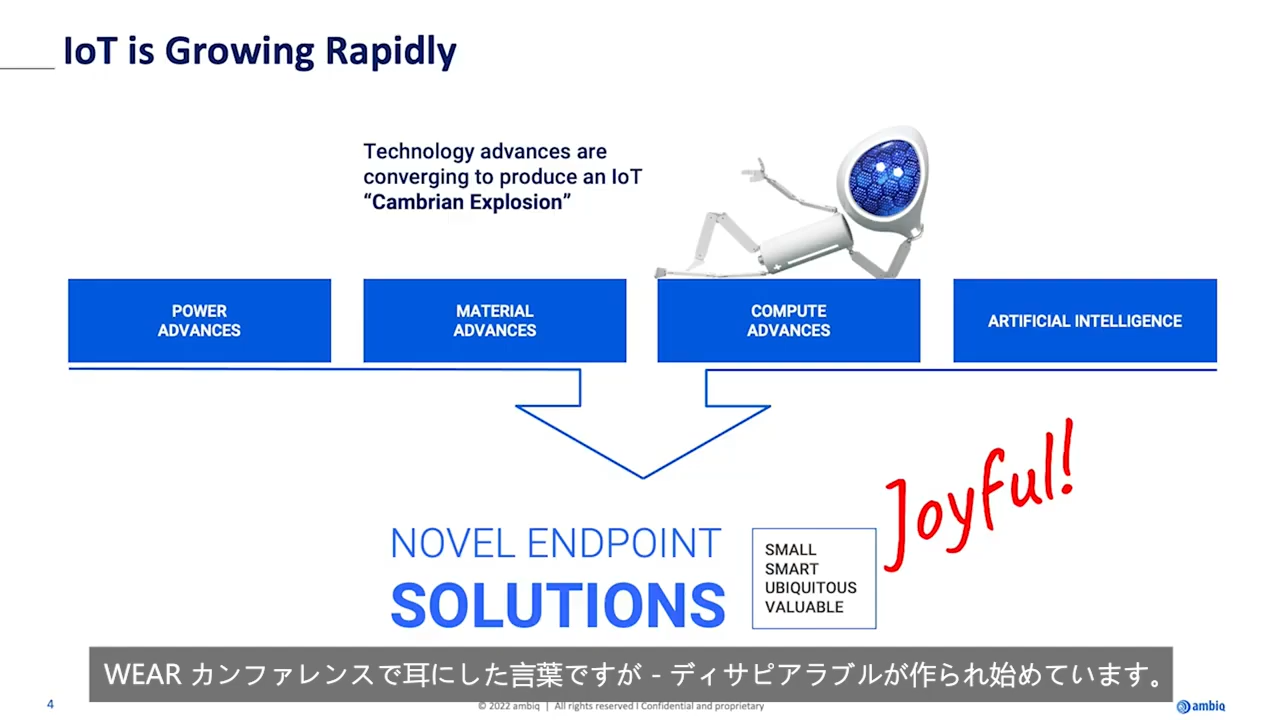 IoT is Growing Rapidly
Technology advances are
converging to produce an IoT
“Cambrian Explosion”
POWER
ADVANCES
MATERIAL
ADVANCES
COMPUTE
ADVANCES
ARTIFICIAL INTELLIGENCE
Joyful!
NOVEL ENDPOINT
SOLUTIONS
SMALL
SMART
UBIQUITOUS
VALUABLE
WEAR カンファレンスで耳にした言葉ですが - ディサピアラブルが作られ始めています。
4
© 2022 ambiq | All rights reserved I Confidential and proprietary
ambiq